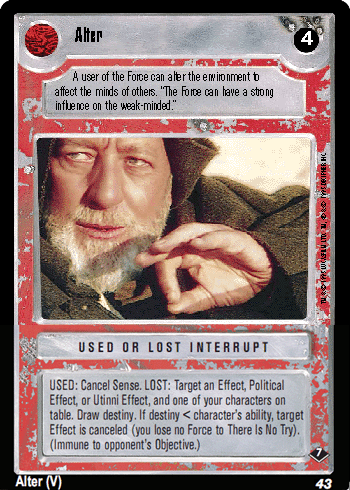 Alter
4
A user of the Force can alter the environment to
affect the minds of others. "The Force can have a strong
influence on the weak-minded."
USED OR LOST INTERRUPT
USED: Cancel Sense. LOST: Target an Effect, Political
Effect, or Utinni Effect, and one of your characters on
table. Draw destiny. If destiny < character's ability, target
Effect is canceled (you lose no Force to There Is No Try).
(Immune to opponent's Objective.)
7
Alter (V)
43